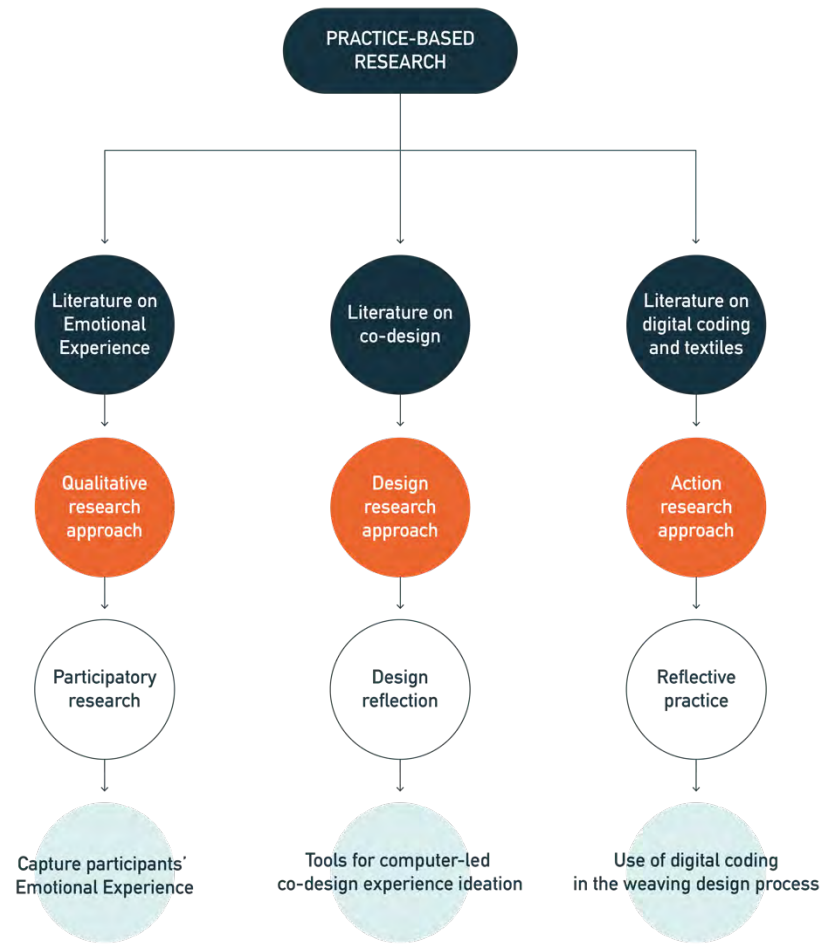 PRACTICE-BASED
RESEARCH
Literature on
Emotional
Experience
Literature on
co-design
Literature on
digital coding
and textiles
Qualitative
research
approach
Design
research
approach
Action
research
approach
Participatory
research
Design
reflection
Reflective
practice
Capture participants'
Emotional Experience
Tools for computer-led
co-design experience ideation
Use of digital coding
in the weaving design process